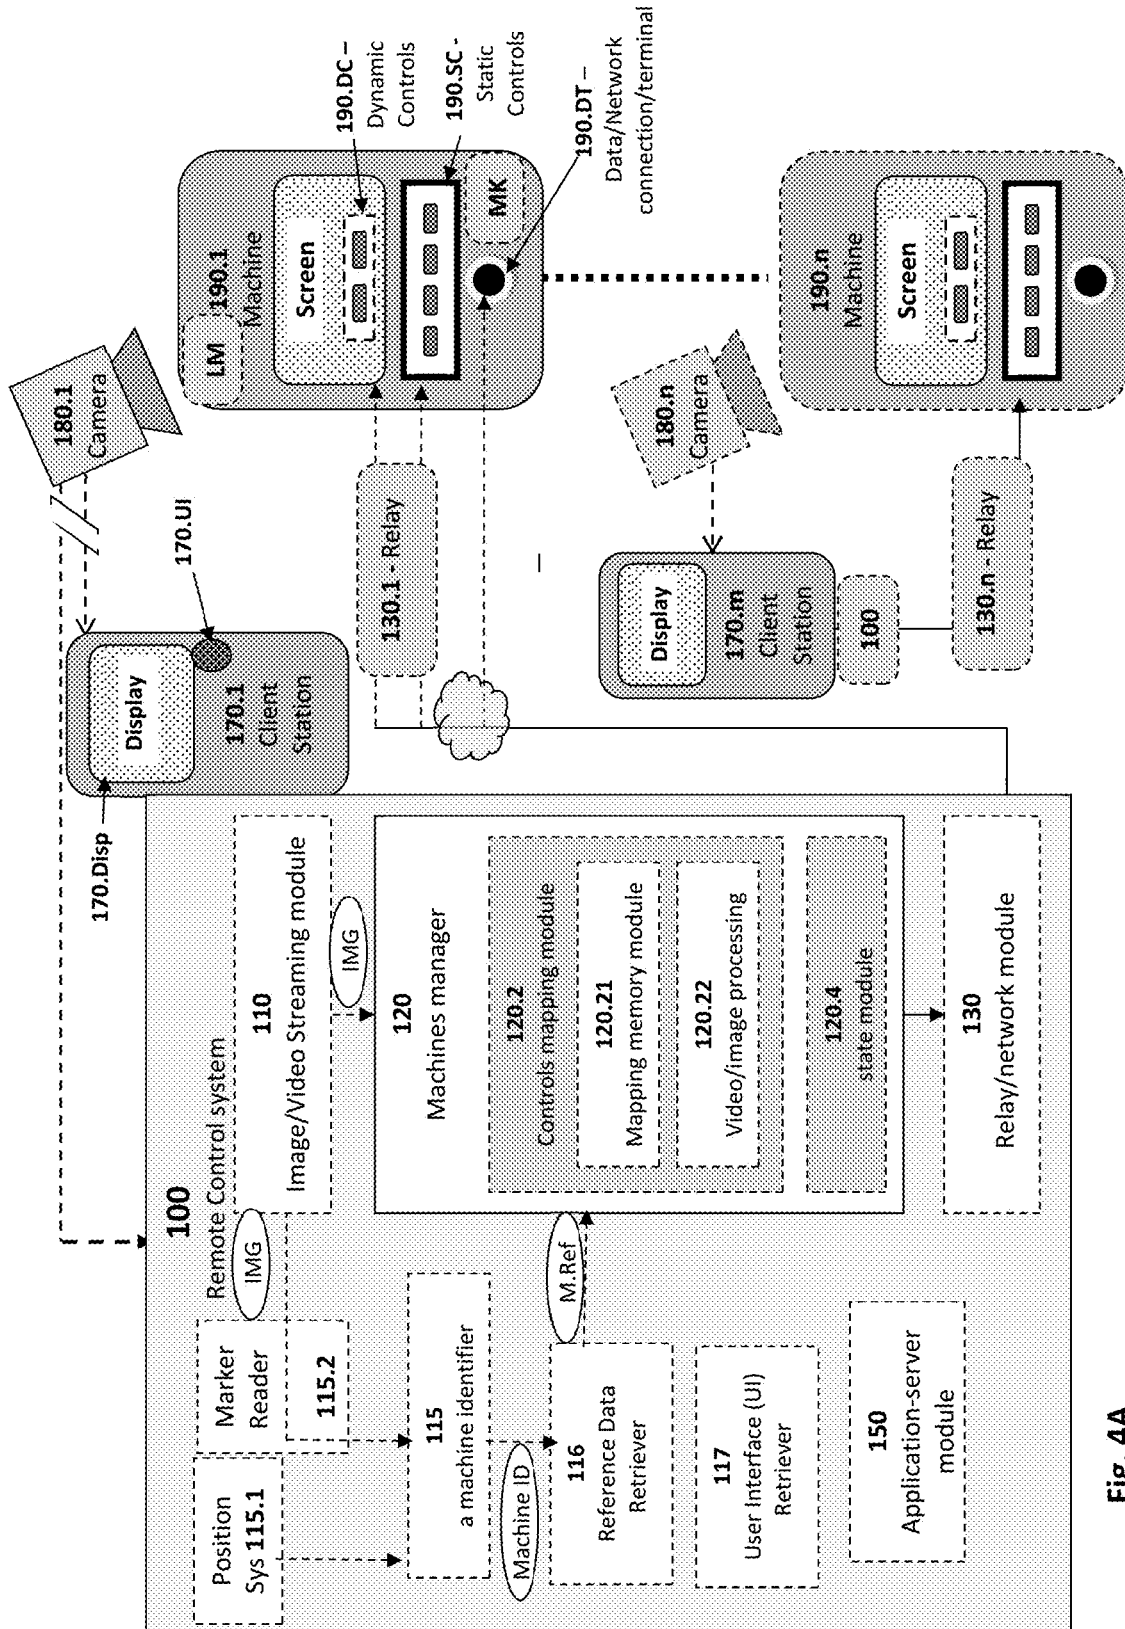 100
Remote Control system
Position
Sys 115.1
Marker
Reader
115.2
IMG
110
Image/Video Streaming module
IMG
115
a machine identifier
Machine ID
116
Reference Data
Retriever
M.Ref
117
User Interface (UI)
Retriever
150
Application-server
module
120
Machines manager
120.2
Controls mapping module
120.21
Mapping memory module
120.22
Video/image processing
120.4
state module
130
Relay/network module
170.Disp
Display
170.1
Client
Station
170.UI
180.1
Camera
130.1 - Relay
LM
190.1
Machine
Screen
MK
190.DC –
Dynamic
Controls
190.SC -
Static
Controls
190.DT –
Data/Network
connection/terminal
Display
170.m
Client
Station
100
180.n
Camera
130.n - Relay
190.n
Machine
Screen
Fig. 4A